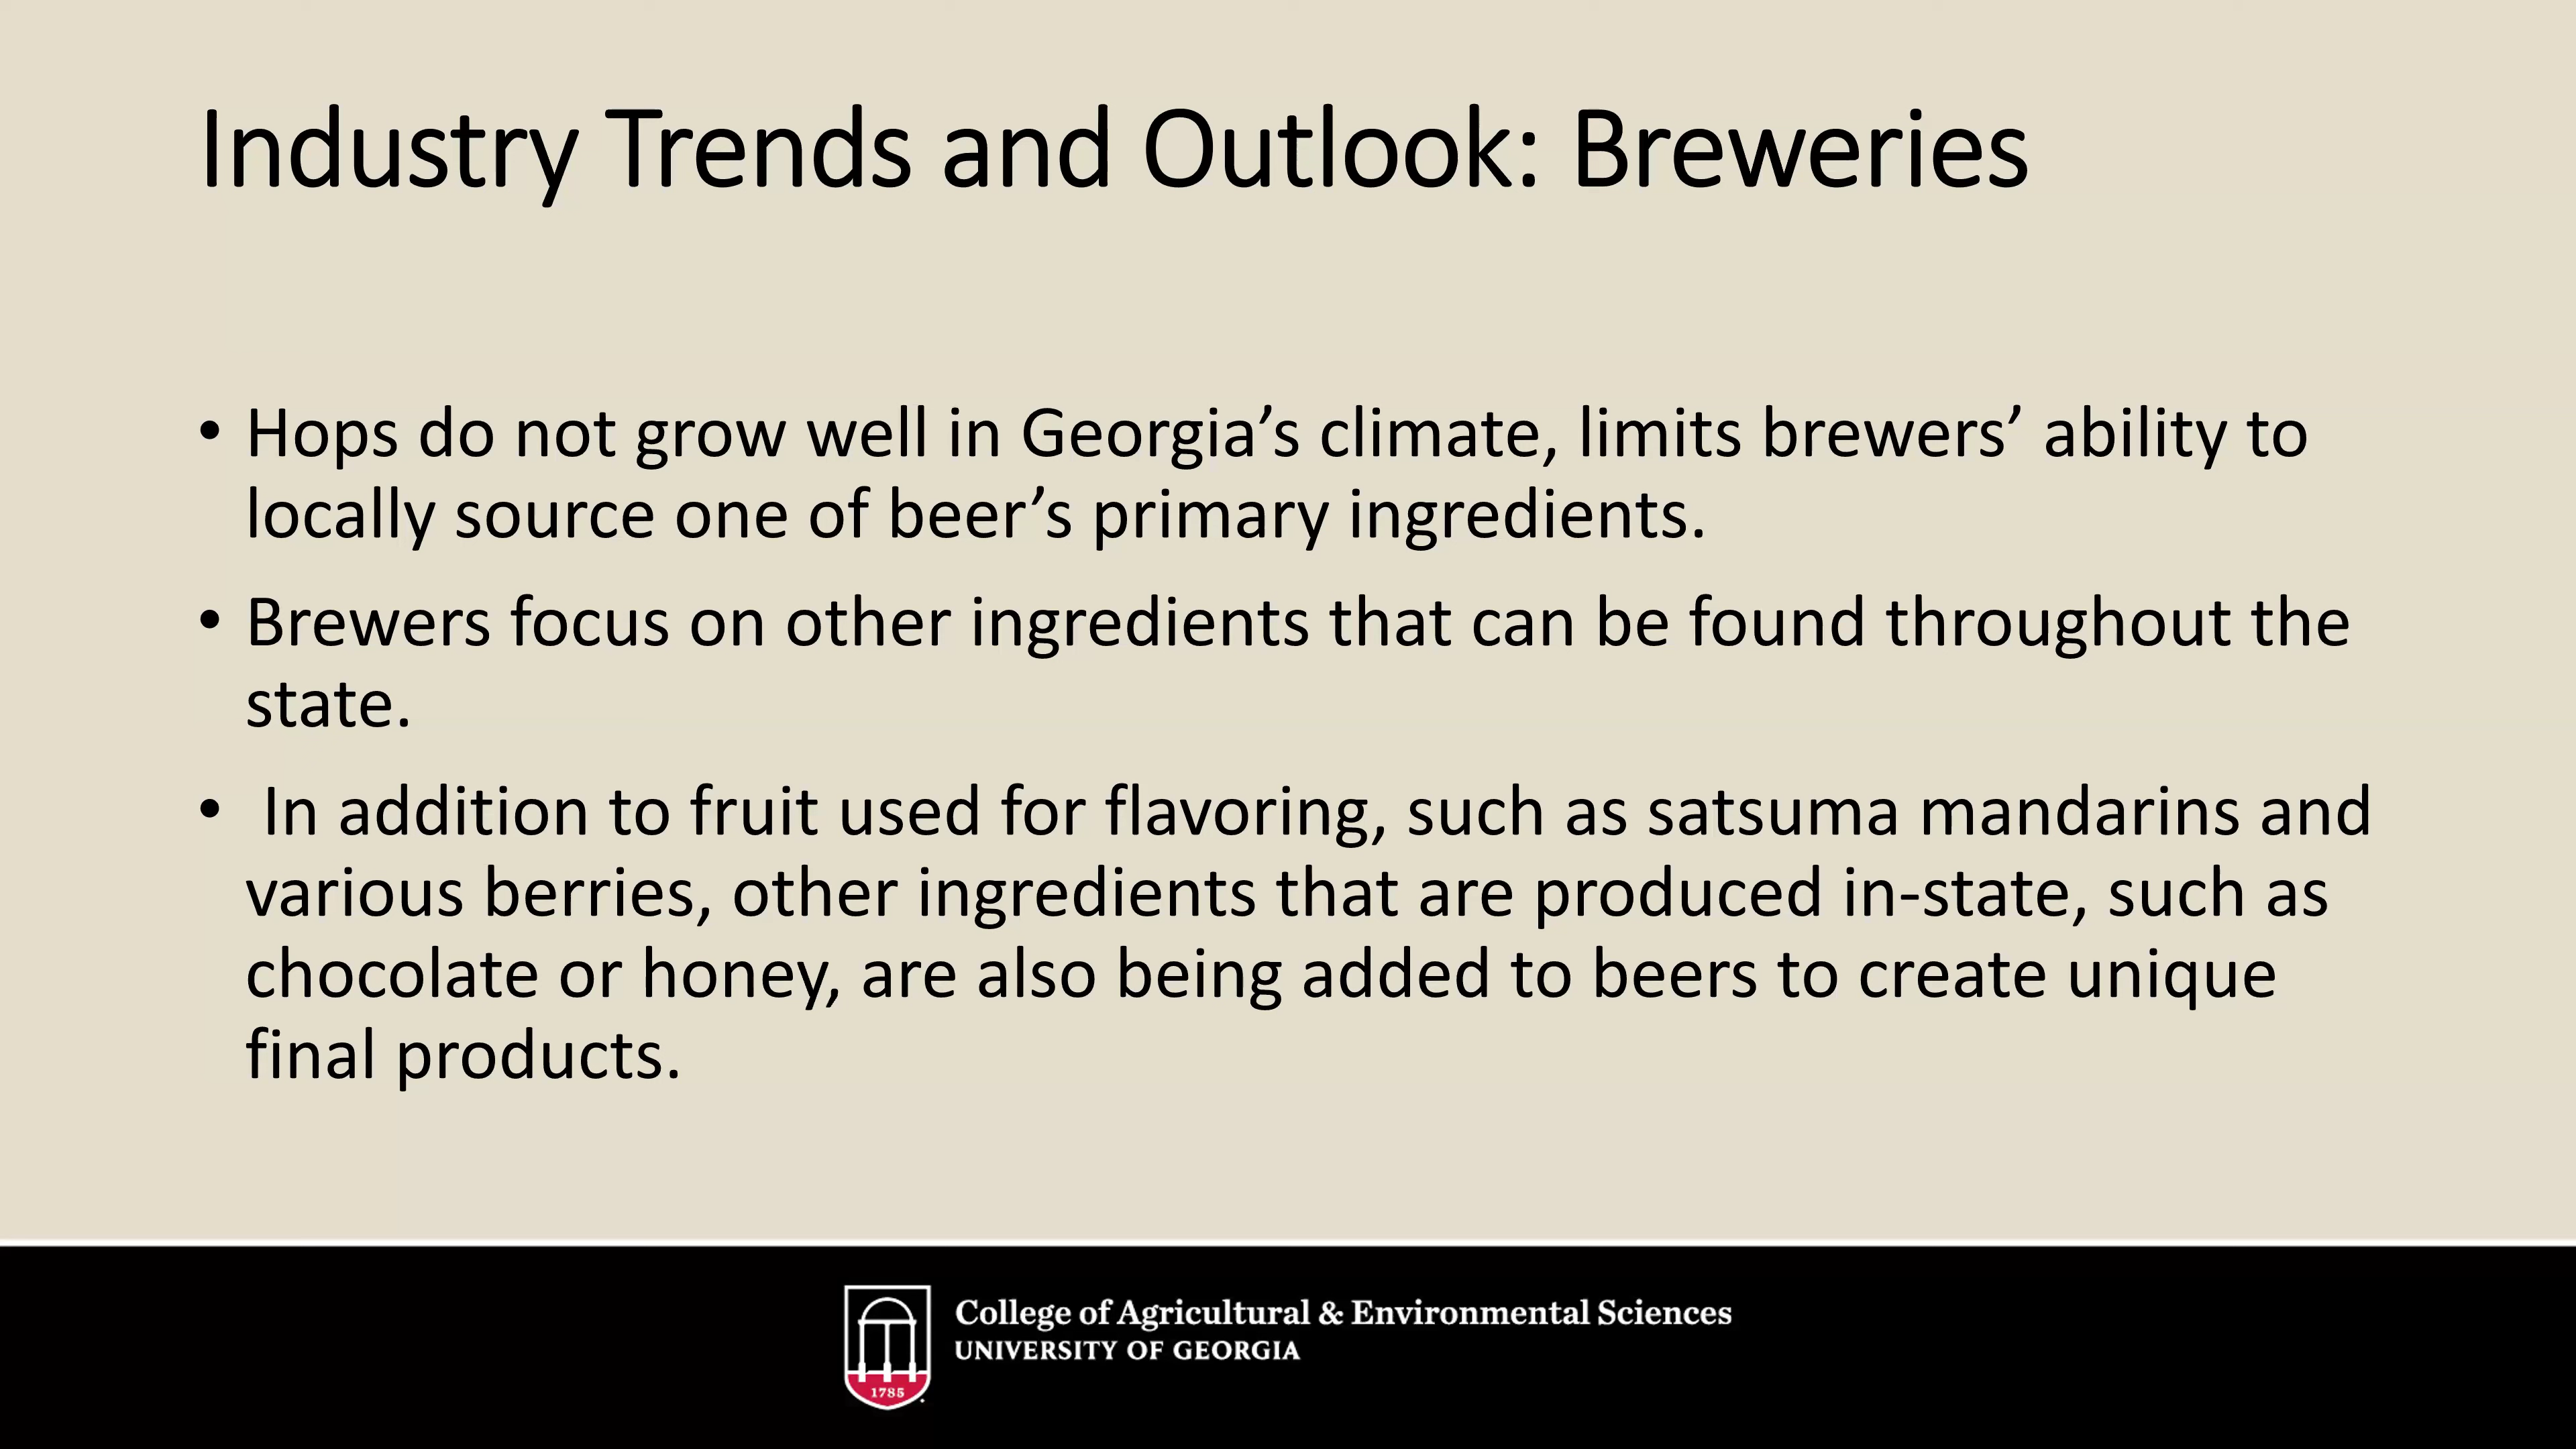 Industry Trends and Outlook: Breweries
• Hops do not grow well in Georgia’s climate, limits brewers’ ability to
locally source one of beer’s primary ingredients.
• Brewers focus on other ingredients that can be found throughout the
state.
• In addition to fruit used for flavoring, such as satsuma mandarins and
various berries, other ingredients that are produced in-state, such as
chocolate or honey, are also being added to beers to create unique
final products.
College of Agricultural & Environmental Sciences
UNIVERSITY OF GEORGIA
1785